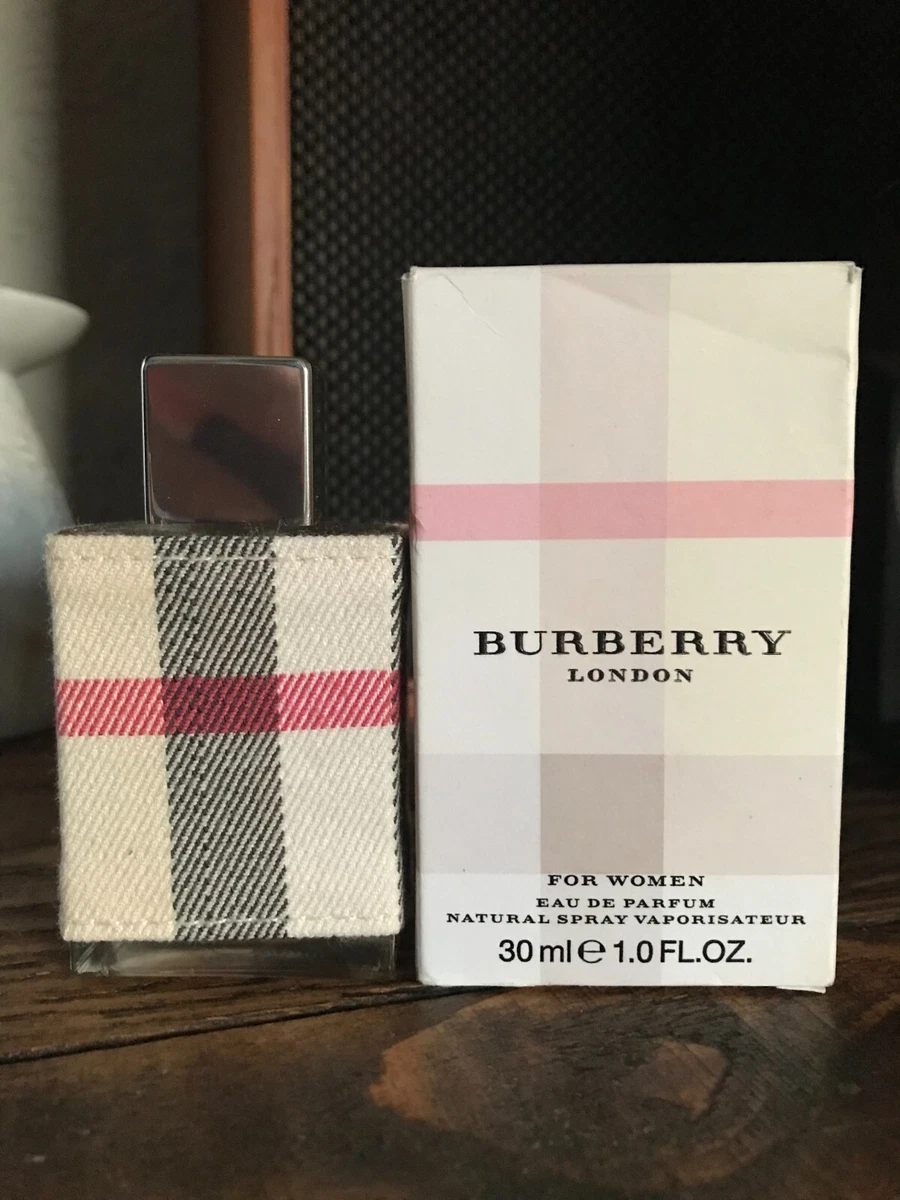 BURBERRY
LONDON
FOR WOMEN
EAU DE PARFUM
NATURAL SPRAY VAPORISATEUR
30 ml ℮ 1.0 FL.OZ.